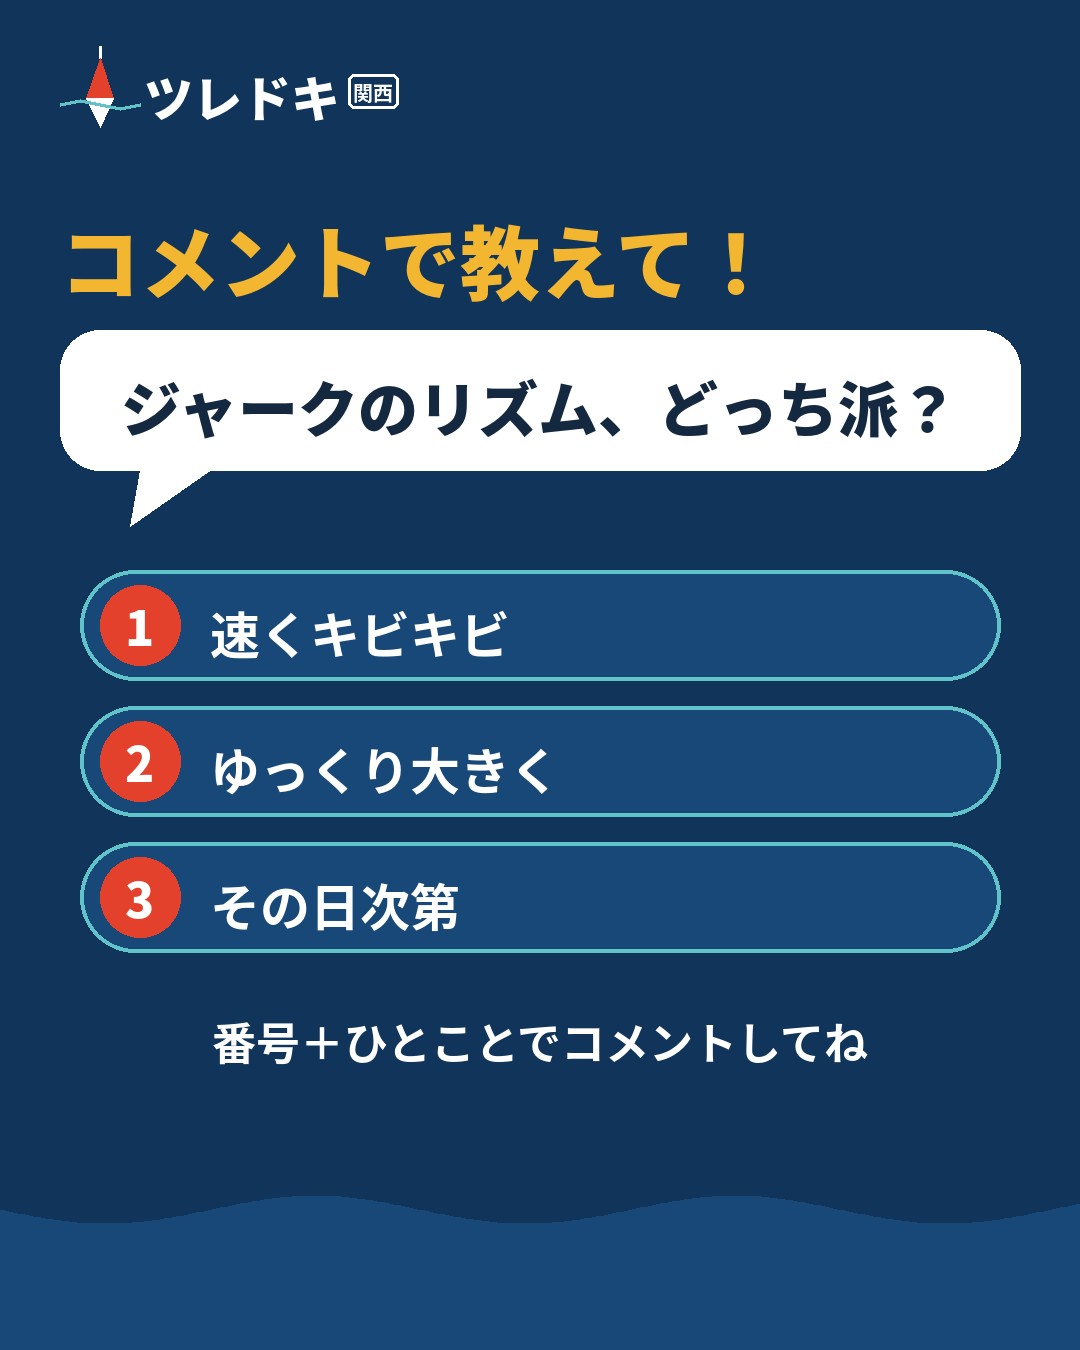 ツレドキ 関西
コメントで教えて！
ジャークのリズム、どっち派？
1 速くキビキビ
2 ゆっくり大きく
3 その日次第
番号＋ひとことでコメントしてね